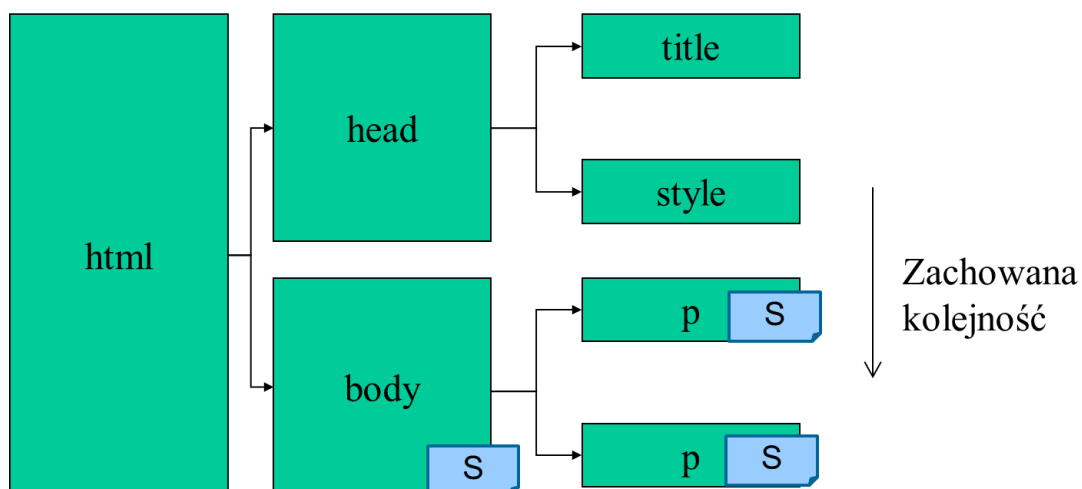 title
head
style
html
Zachowana
kolejność
p
S
body
p
S
S